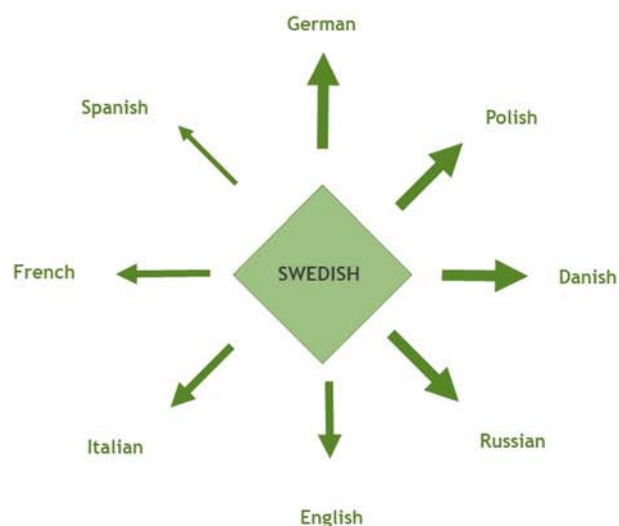 German
Spanish
Polish
French
SWEDISH
Danish
Italian
Russian
English